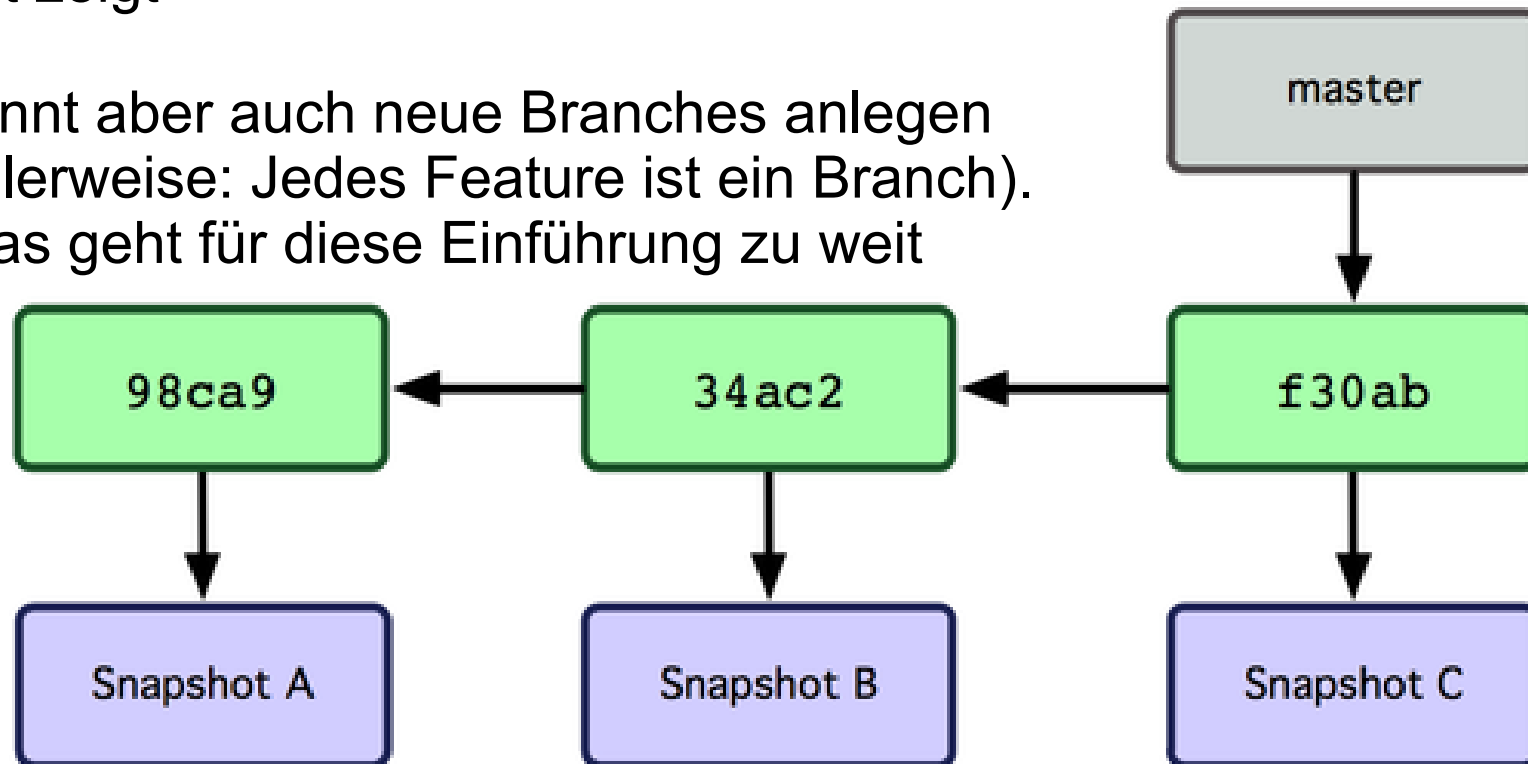 t zeigt
nnt aber auch neue Branches anlegen
lerweise: Jedes Feature ist ein Branch).
as geht für diese Einführung zu weit
master
98ca9
34ac2
f30ab
Snapshot A
Snapshot B
Snapshot C